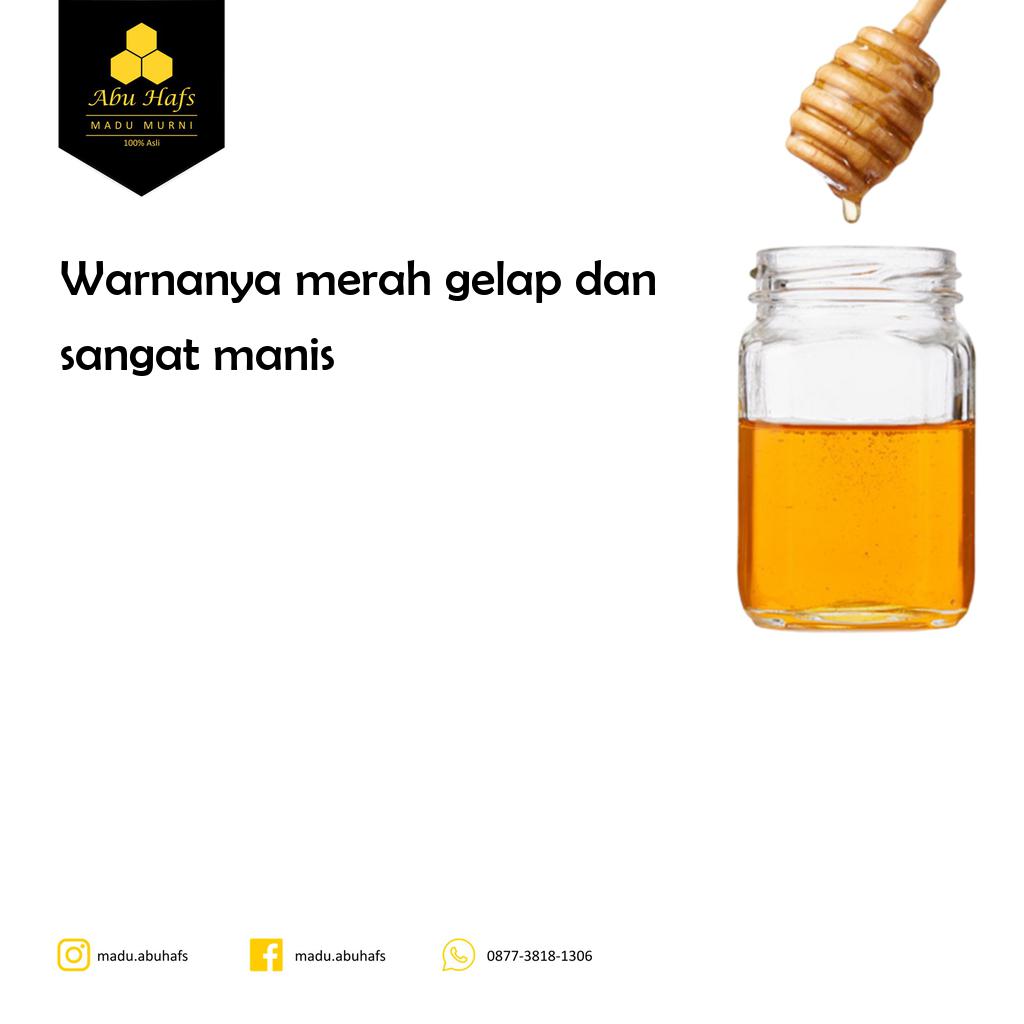 Abu Hafs
MADU MURNI
100% Asli
Warnanya merah gelap dan
sangat manis
madu.abuhafs
madu.abuhafs
0877-3818-1306